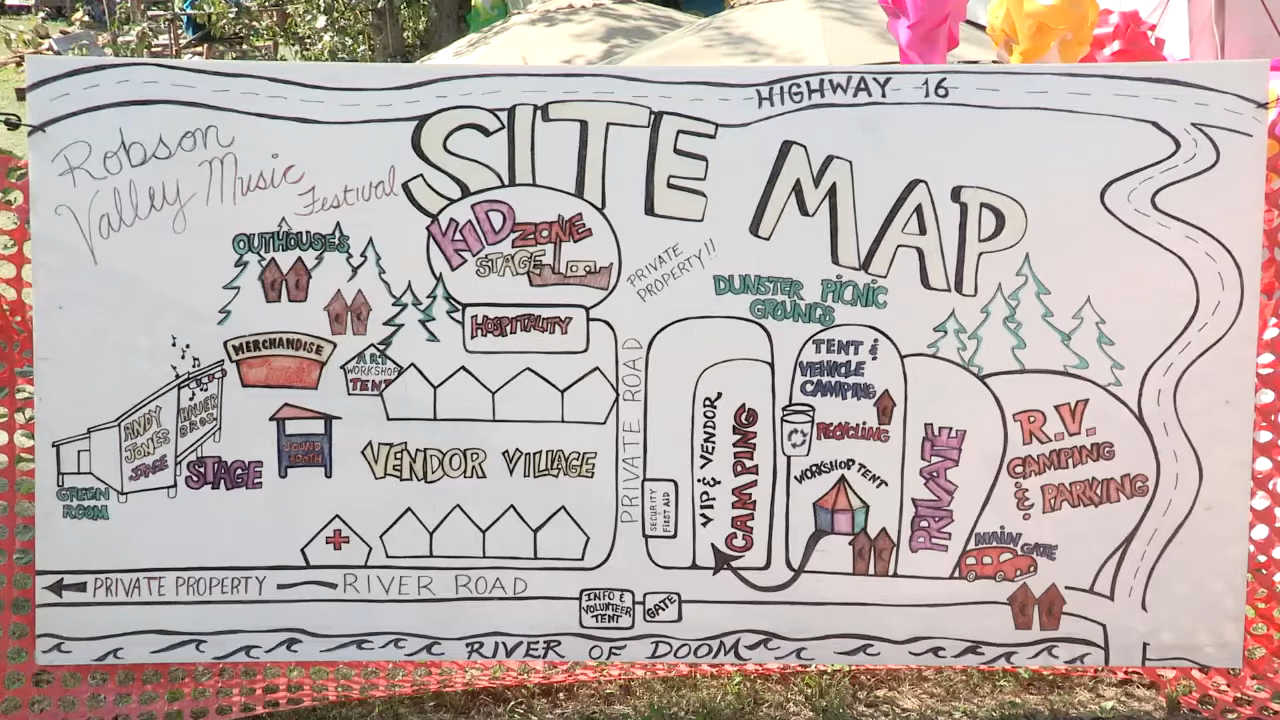 HIGHWAY 16
Robson
Valley Music
Festival
SITE MAP
KID ZONE
STAGE
OUTHOUSES
PRIVATE
PROPERTY!!
DUNSTER PICNIC
GROUNDS
HOSPITALITY
MERCHANDISE
ART
WORKSHOP
TENT
TENT &
VEHICLE
CAMPING
RECYCLING
ANDY
JONES
STAGE
HAUER
BROS.
STAGE
SOUND
BOOTH
GREEN
ROOM
VENDOR VILLAGE
PRIVATE ROAD
SECURITY
FIRST AID
VIP & VENDOR
CAMPING
WORKSHOP TENT
PRIVATE
R.V.
CAMPING
& PARKING
MAIN
GATE
PRIVATE PROPERTY
RIVER ROAD
INFO &
VOLUNTEER
TENT
GATE
RIVER OF DOOM